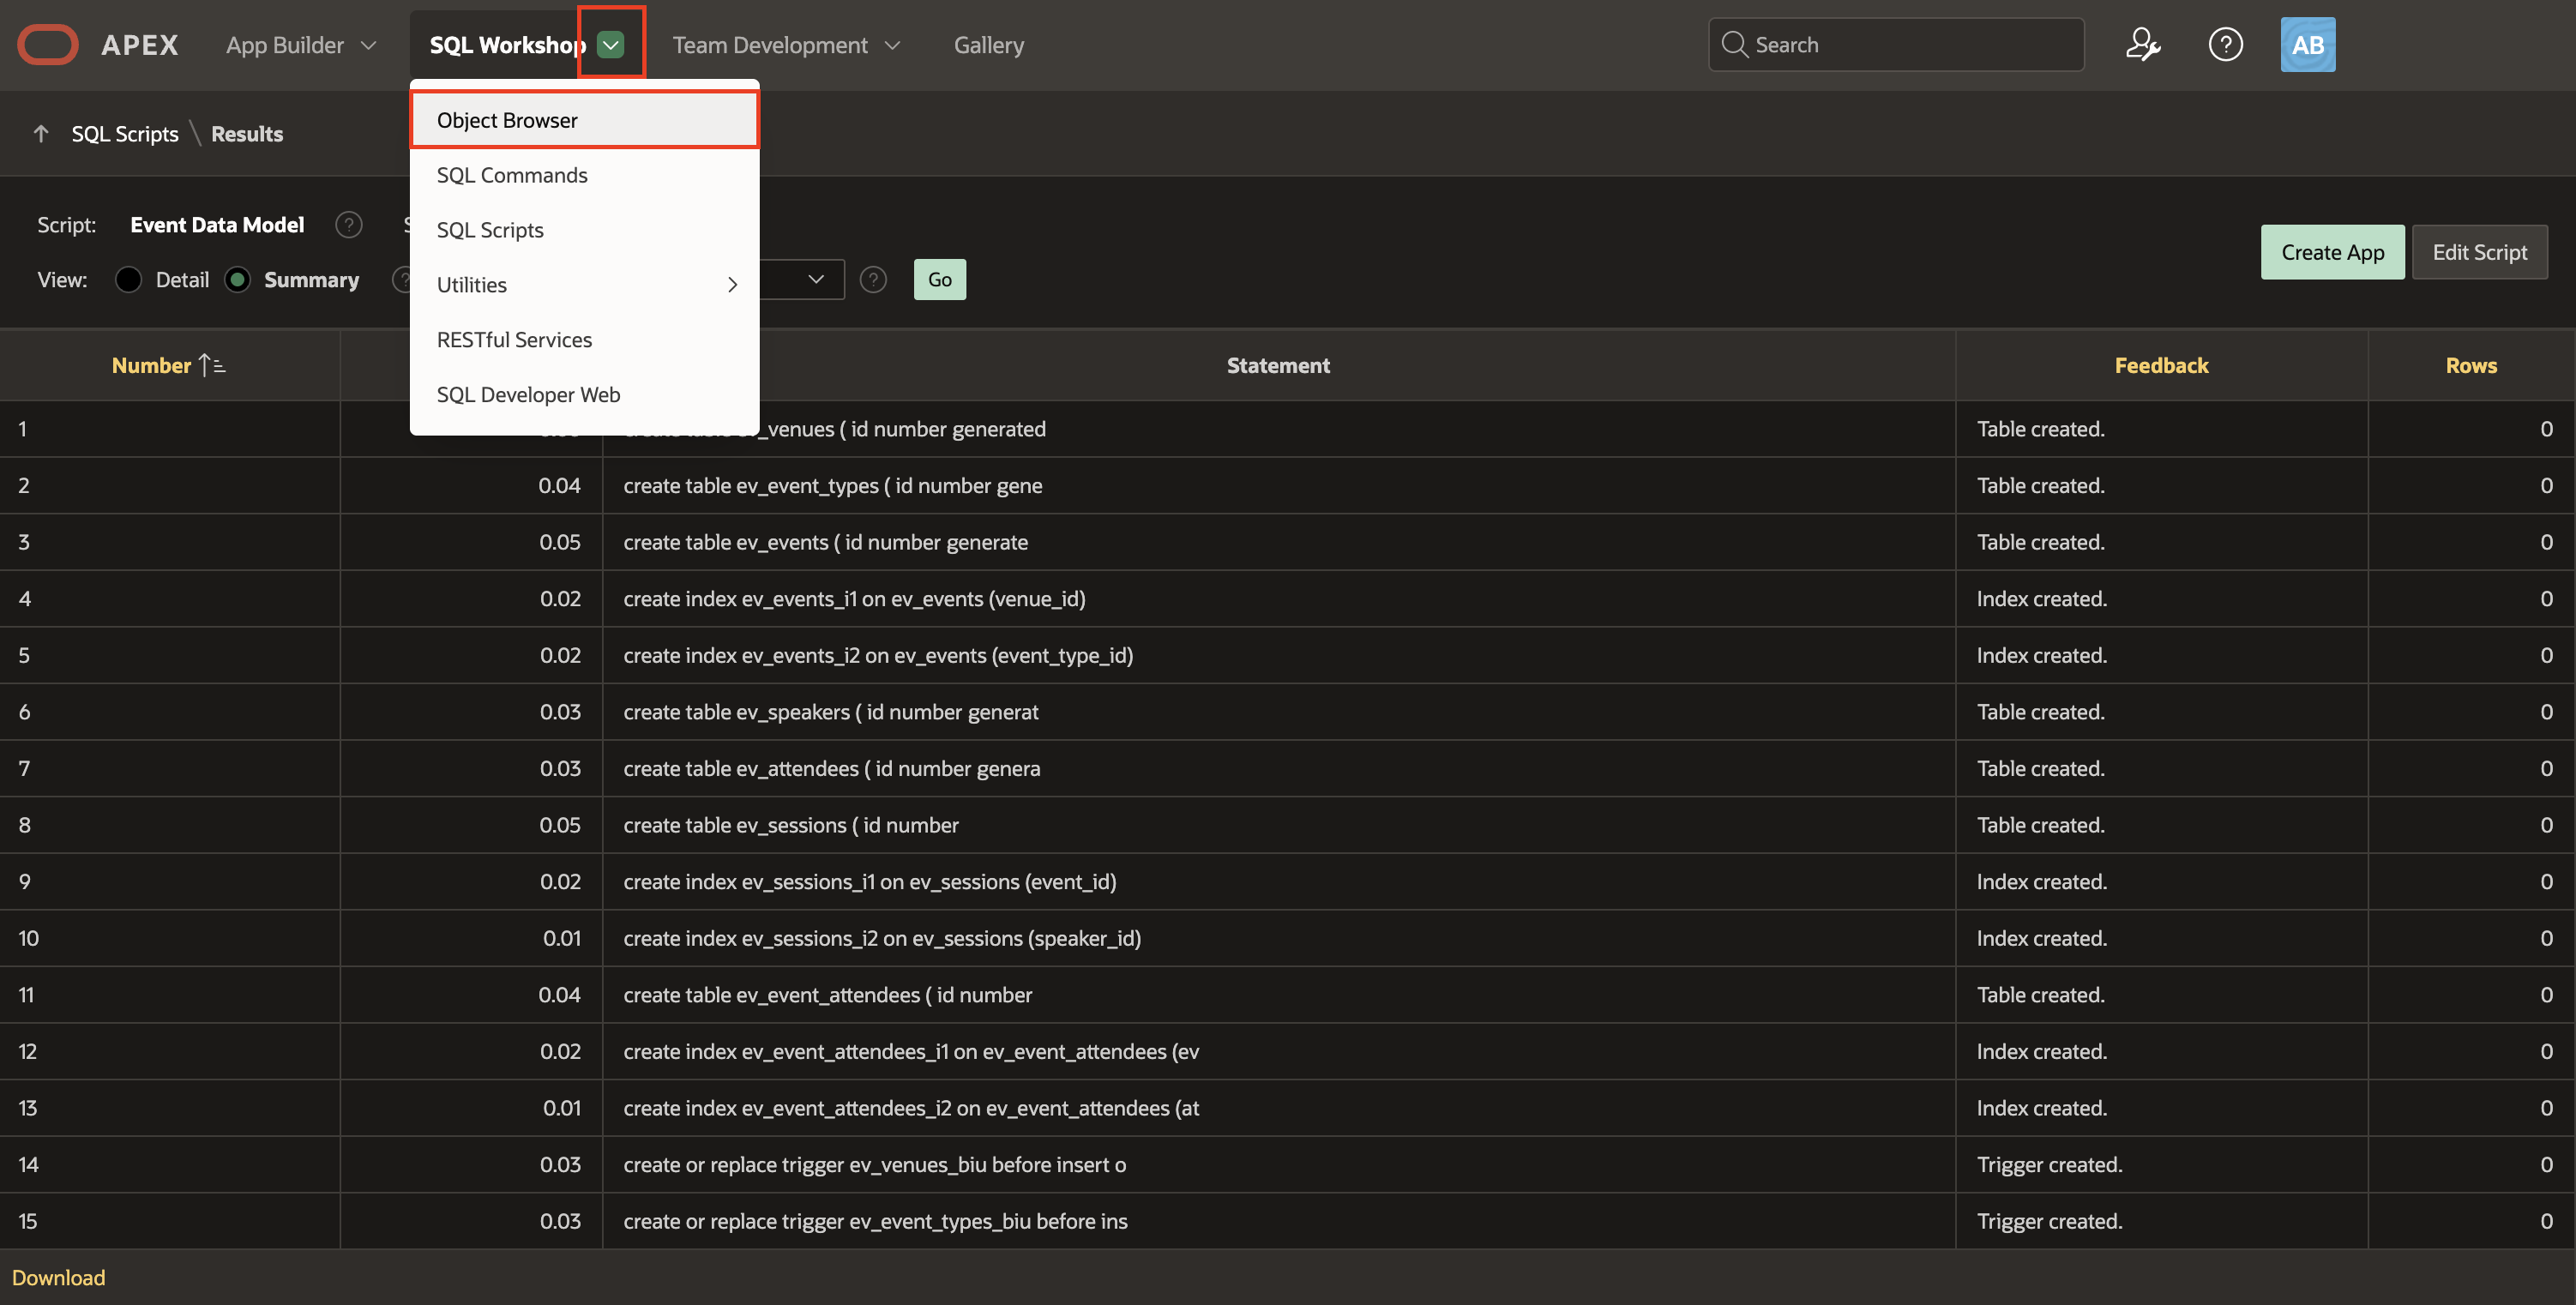 APEX App Builder SQL Workshop Team Development Gallery Search AB
Object Browser
SQL Commands
SQL Scripts
Utilities
RESTful Services
SQL Developer Web
SQL Scripts \ Results
Script: Event Data Model
View: Detail Summary Go
Create App Edit Script
Number Statement Feedback Rows
1 _venues ( id number generated Table created. 0
2 0.04 create table ev_event_types ( id number gene Table created. 0
3 0.05 create table ev_events ( id number generate Table created. 0
4 0.02 create index ev_events_i1 on ev_events (venue_id) Index created. 0
5 0.02 create index ev_events_i2 on ev_events (event_type_id) Index created. 0
6 0.03 create table ev_speakers ( id number generat Table created. 0
7 0.03 create table ev_attendees ( id number genera Table created. 0
8 0.05 create table ev_sessions ( id number Table created. 0
9 0.02 create index ev_sessions_i1 on ev_sessions (event_id) Index created. 0
10 0.01 create index ev_sessions_i2 on ev_sessions (speaker_id) Index created. 0
11 0.04 create table ev_event_attendees ( id number Table created. 0
12 0.02 create index ev_event_attendees_i1 on ev_event_attendees (ev Index created. 0
13 0.01 create index ev_event_attendees_i2 on ev_event_attendees (at Index created. 0
14 0.03 create or replace trigger ev_venues_biu before insert o Trigger created. 0
15 0.03 create or replace trigger ev_event_types_biu before ins Trigger created. 0
Download